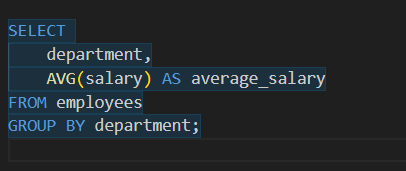 SELECT
    department,
    AVG(salary) AS average_salary
FROM employees
GROUP BY department;